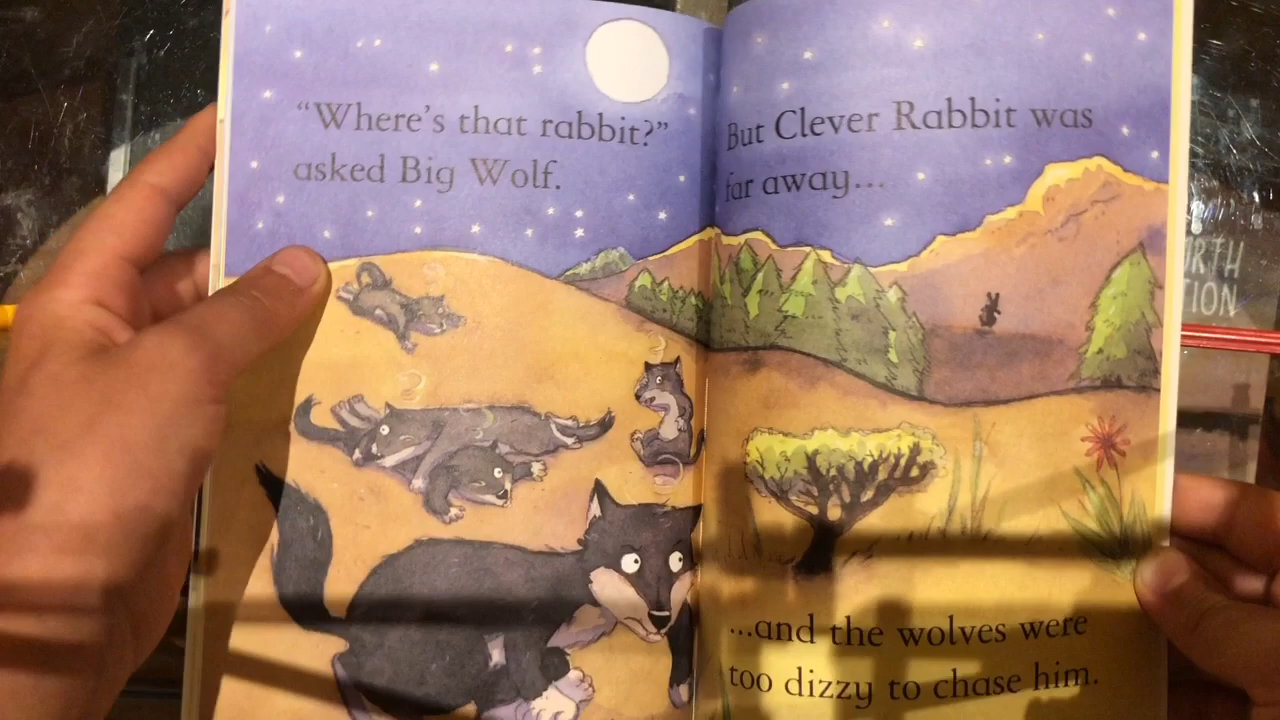 “Where’s that rabbit?”
asked Big Wolf.
But Clever Rabbit was
far away...
...and the wolves were
too dizzy to chase him.